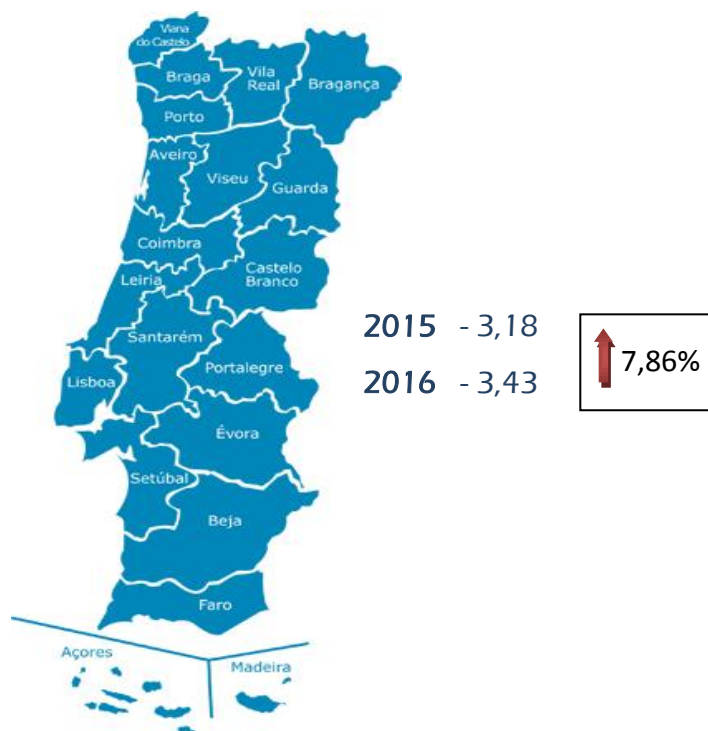 Viana
do Castelo
Braga
Vila
Real
Bragança
Porto
Aveiro
Viseu
Guarda
Coimbra
Castelo
Branco
Leiria
Santarém
Lisboa
Portalegre
Évora
Setúbal
Beja
Faro
Açores
Madeira
2015 - 3,18
2016 - 3,43
7,86%